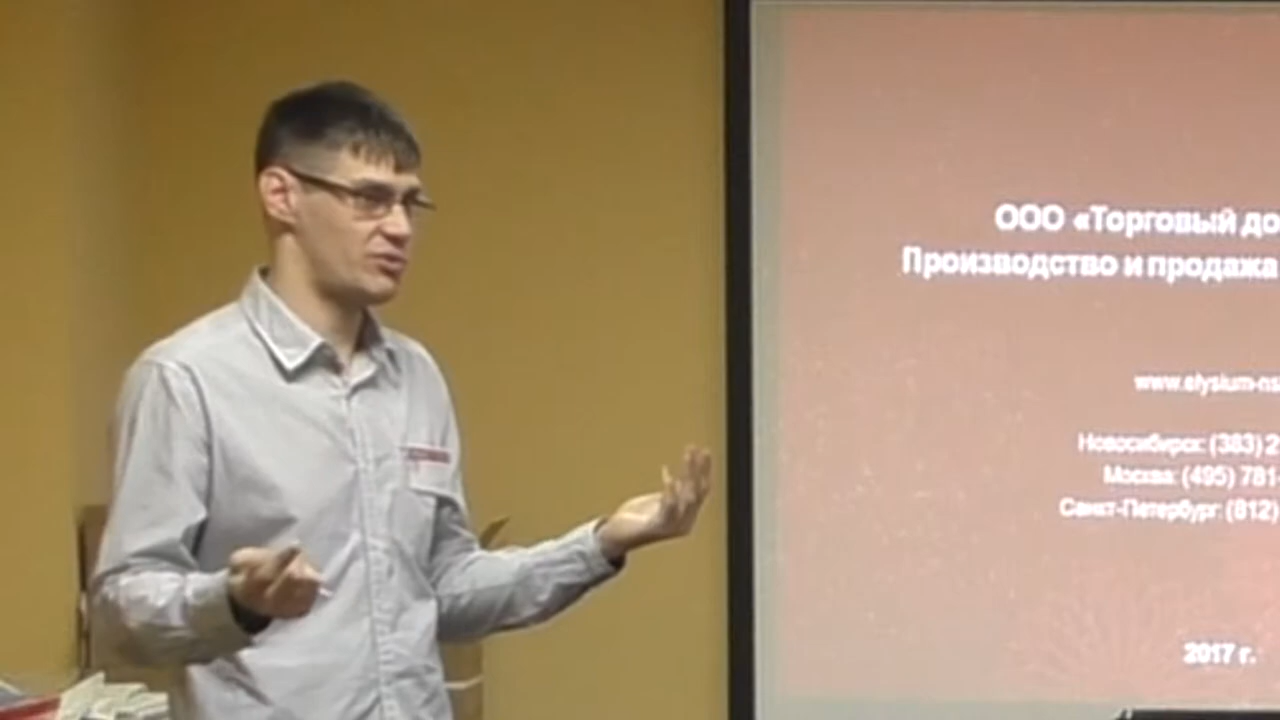 ООО «Торговый до
Производство и продажа
www.elysium-ns
Новосибирск: (383) 2
Москва: (495) 781-
Санкт-Петербург: (812)
2017 г.